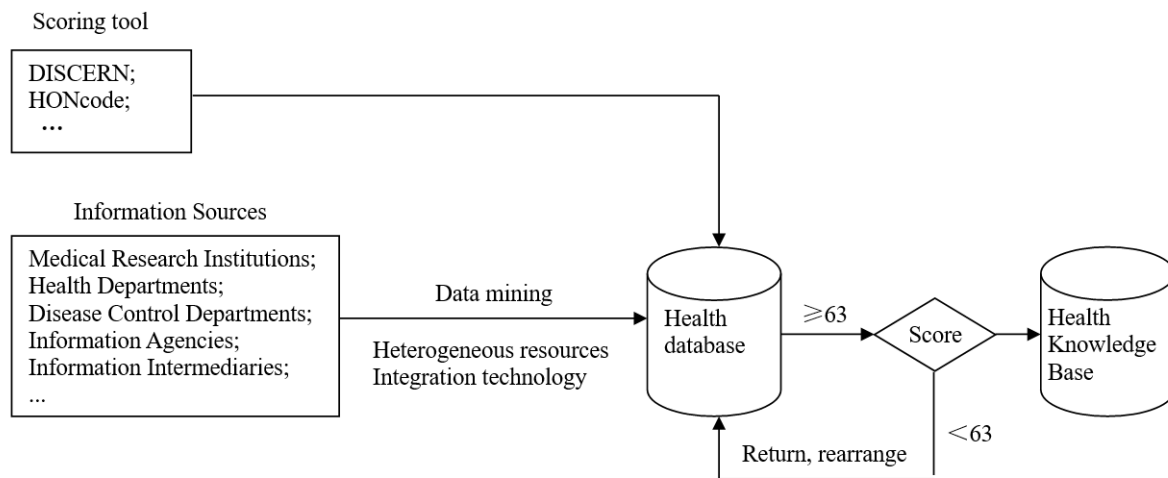 Scoring tool
DISCERN;
HONcode;
...
Information Sources
Medical Research Institutions;
Health Departments;
Disease Control Departments;
Information Agencies;
Information Intermediaries;
...
Data mining
Heterogeneous resources
Integration technology
Health
database
≥63
Score
Health
Knowledge
Base
<63
Return, rearrange